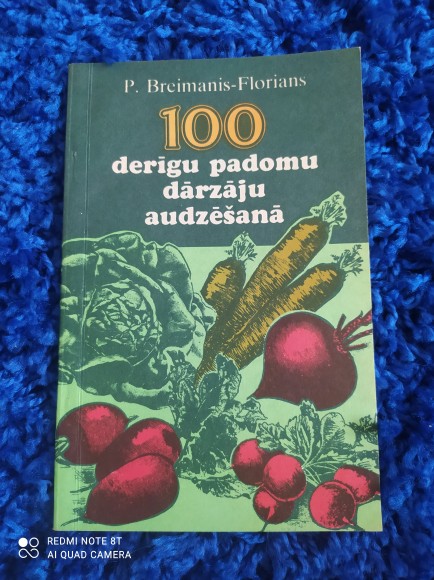 P. Breimanis-Florians
100
derīgu padomu
dārzāju
audzēšanā
REDMI NOTE 8T
AI QUAD CAMERA